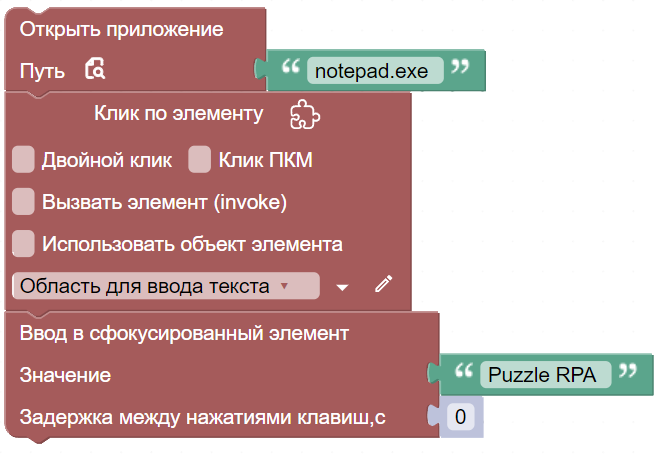 Открыть приложение
Путь “ notepad.exe ”
Клик по элементу
Двойной клик Клик ПКМ
Вызвать элемент (invoke)
Использовать объект элемента
Область для ввода текста
Ввод в сфокусированный элемент
Значение “ Puzzle RPA ”
Задержка между нажатиями клавиш,с 0